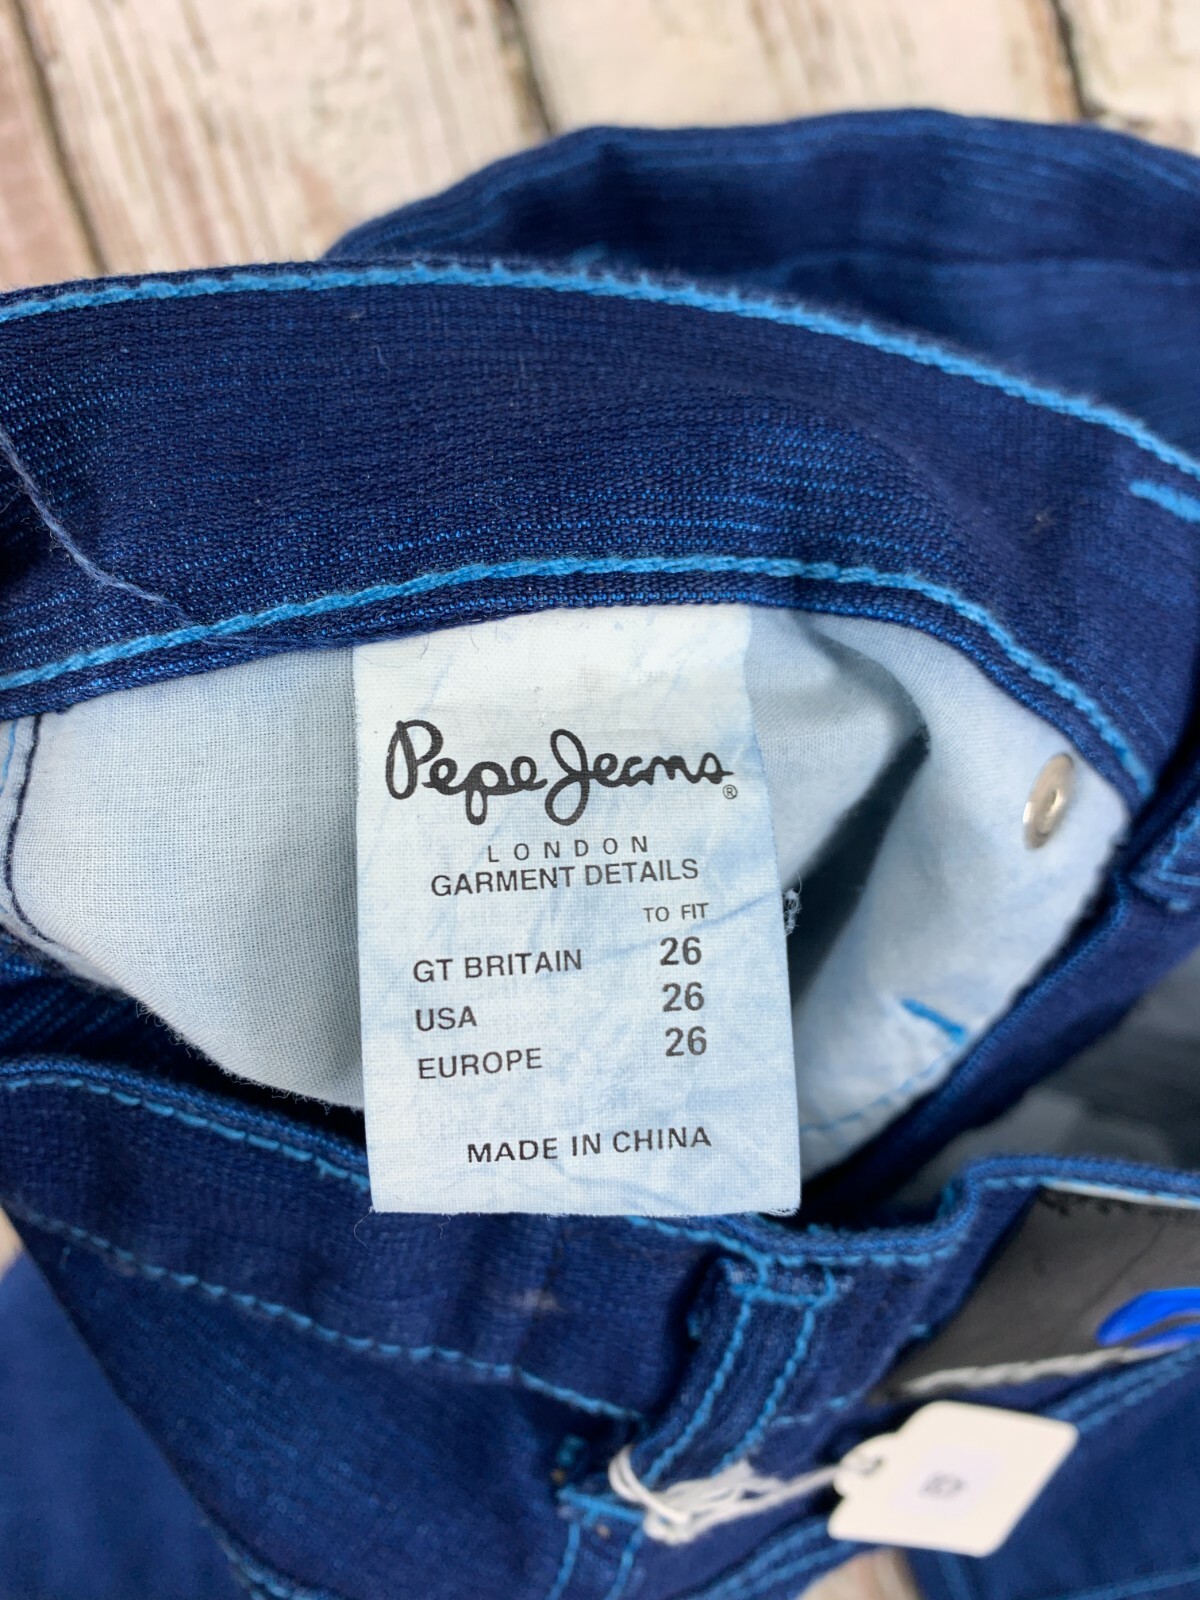 Pepe Jeans®
LONDON
GARMENT DETAILS
TO FIT
GT BRITAIN 26
USA 26
EUROPE 26
MADE IN CHINA